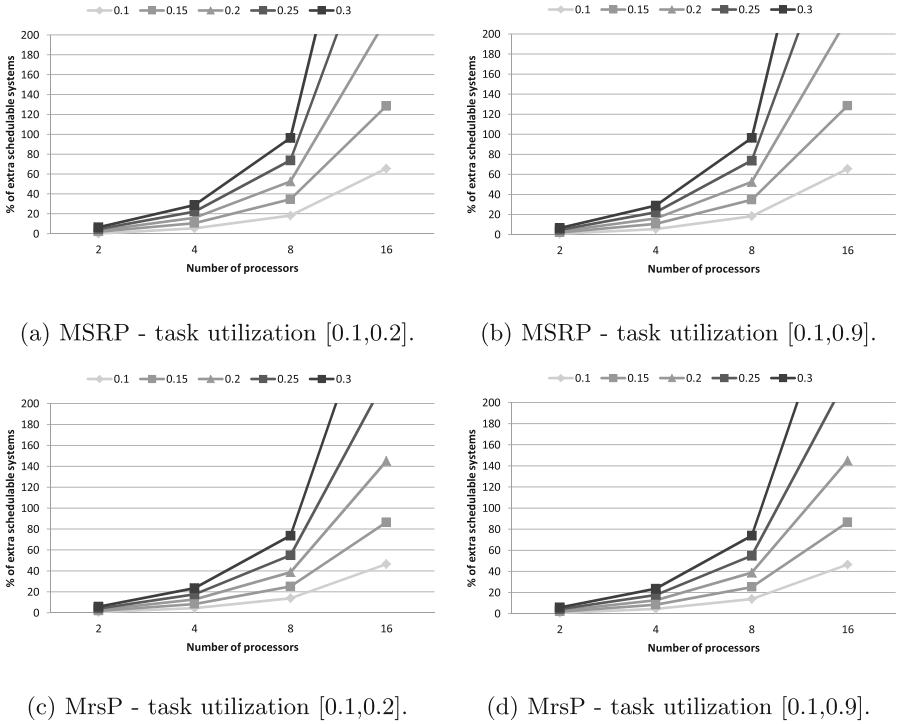 0.1 0.15 0.2 0.25 0.3
% of extra schedulable systems
200
180
160
140
120
100
80
60
40
20
0
2 4 8 16
Number of processors
(a) MSRP - task utilization [0.1,0.2].
0.1 0.15 0.2 0.25 0.3
% of extra schedulable systems
200
180
160
140
120
100
80
60
40
20
0
2 4 8 16
Number of processors
(b) MSRP - task utilization [0.1,0.9].
0.1 0.15 0.2 0.25 0.3
% of extra schedulable systems
200
180
160
140
120
100
80
60
40
20
0
2 4 8 16
Number of processors
(c) MrsP - task utilization [0.1,0.2].
0.1 0.15 0.2 0.25 0.3
% of extra schedulable systems
200
180
160
140
120
100
80
60
40
20
0
2 4 8 16
Number of processors
(d) MrsP - task utilization [0.1,0.9].